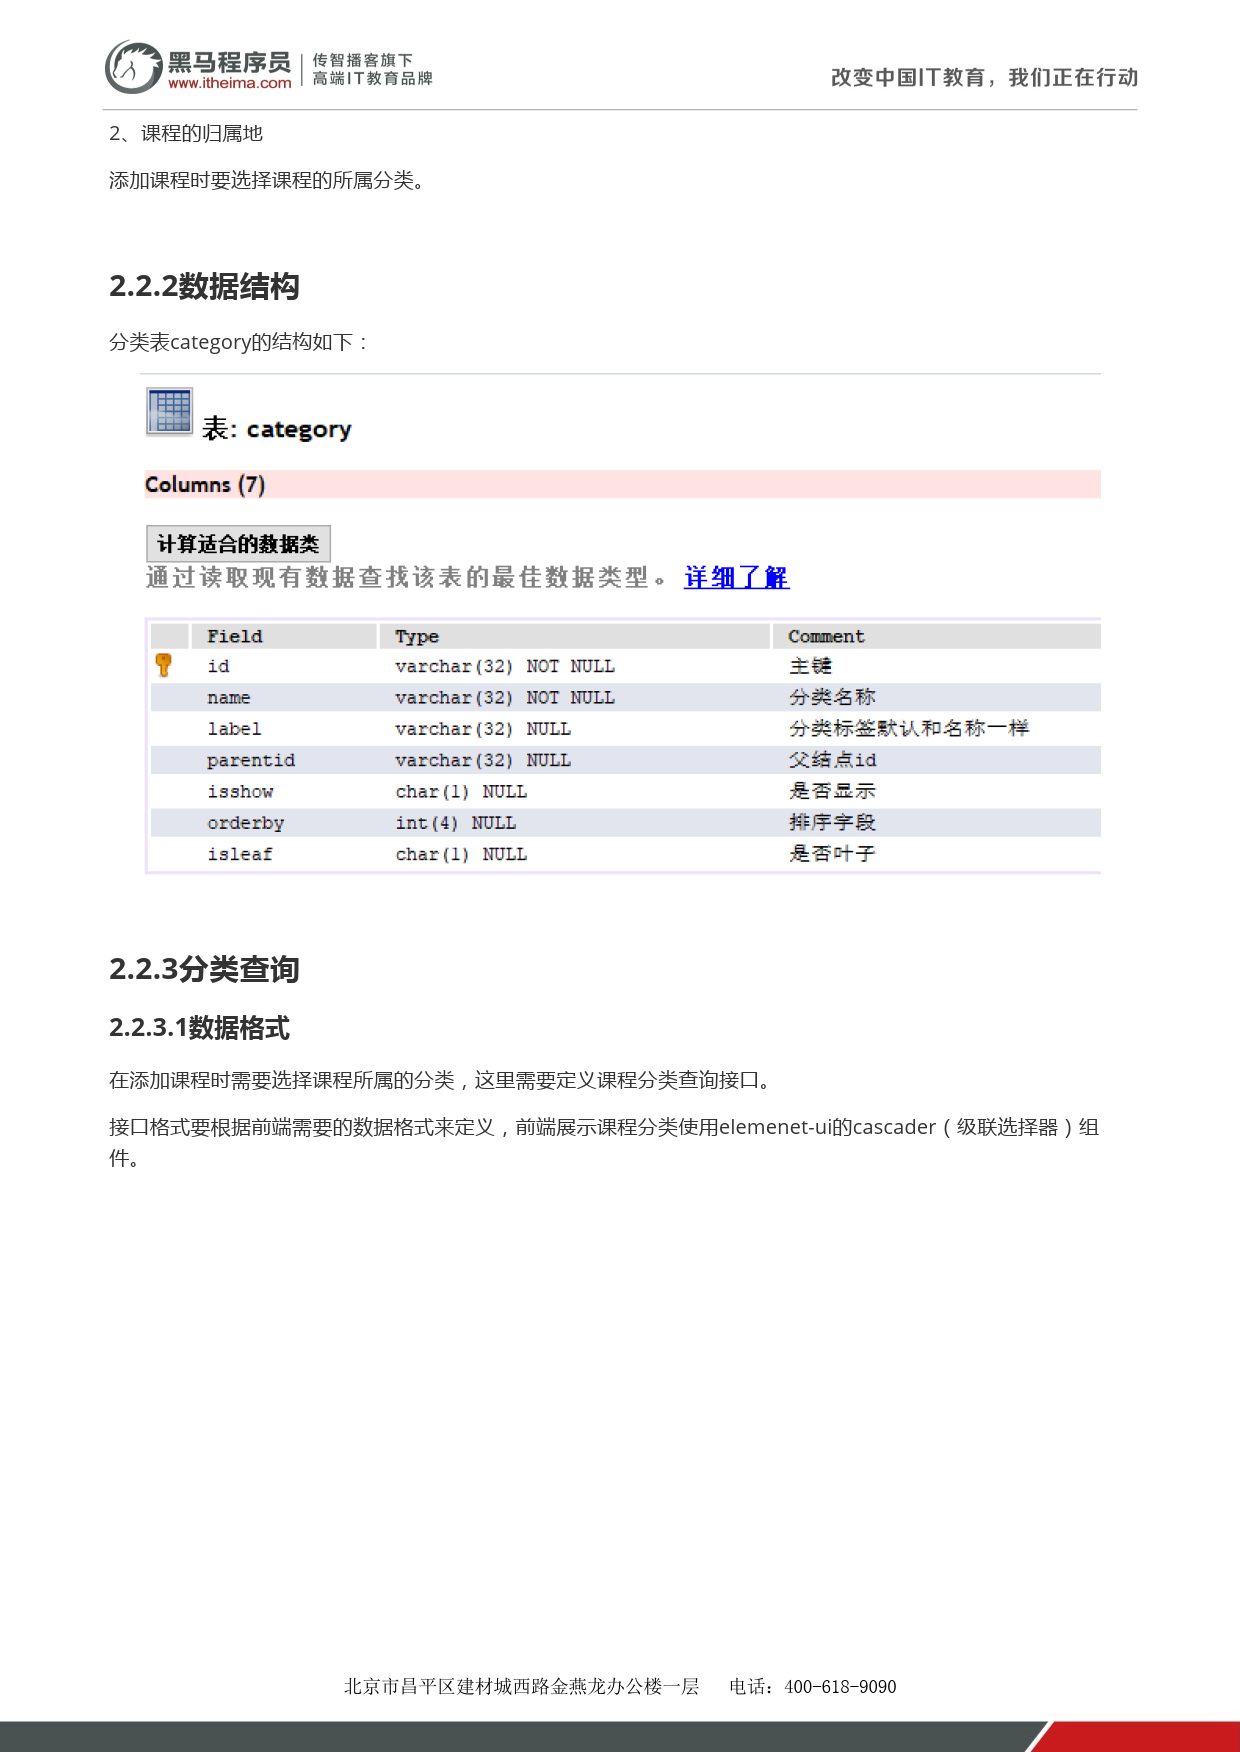 黑马程序员
www.itheima.com
传智播客旗下
高端IT教育品牌
改变中国IT教育，我们正在行动
2、课程的归属地
添加课程时要选择课程的所属分类。
2.2.2数据结构
分类表category的结构如下：
表: category
Columns (7)
计算适合的数据类
通过读取现有数据查找该表的最佳数据类型。 详细了解
Field Type Comment
id varchar(32) NOT NULL 主键
name varchar(32) NOT NULL 分类名称
label varchar(32) NULL 分类标签默认和名称一样
parentid varchar(32) NULL 父结点id
isshow char(1) NULL 是否显示
orderby int(4) NULL 排序字段
isleaf char(1) NULL 是否叶子
2.2.3分类查询
2.2.3.1数据格式
在添加课程时需要选择课程所属的分类，这里需要定义课程分类查询接口。
接口格式要根据前端需要的数据格式来定义，前端展示课程分类使用elemenet-ui的cascader（级联选择器）组
件。
北京市昌平区建材城西路金燕龙办公楼一层 电话：400-618-9090